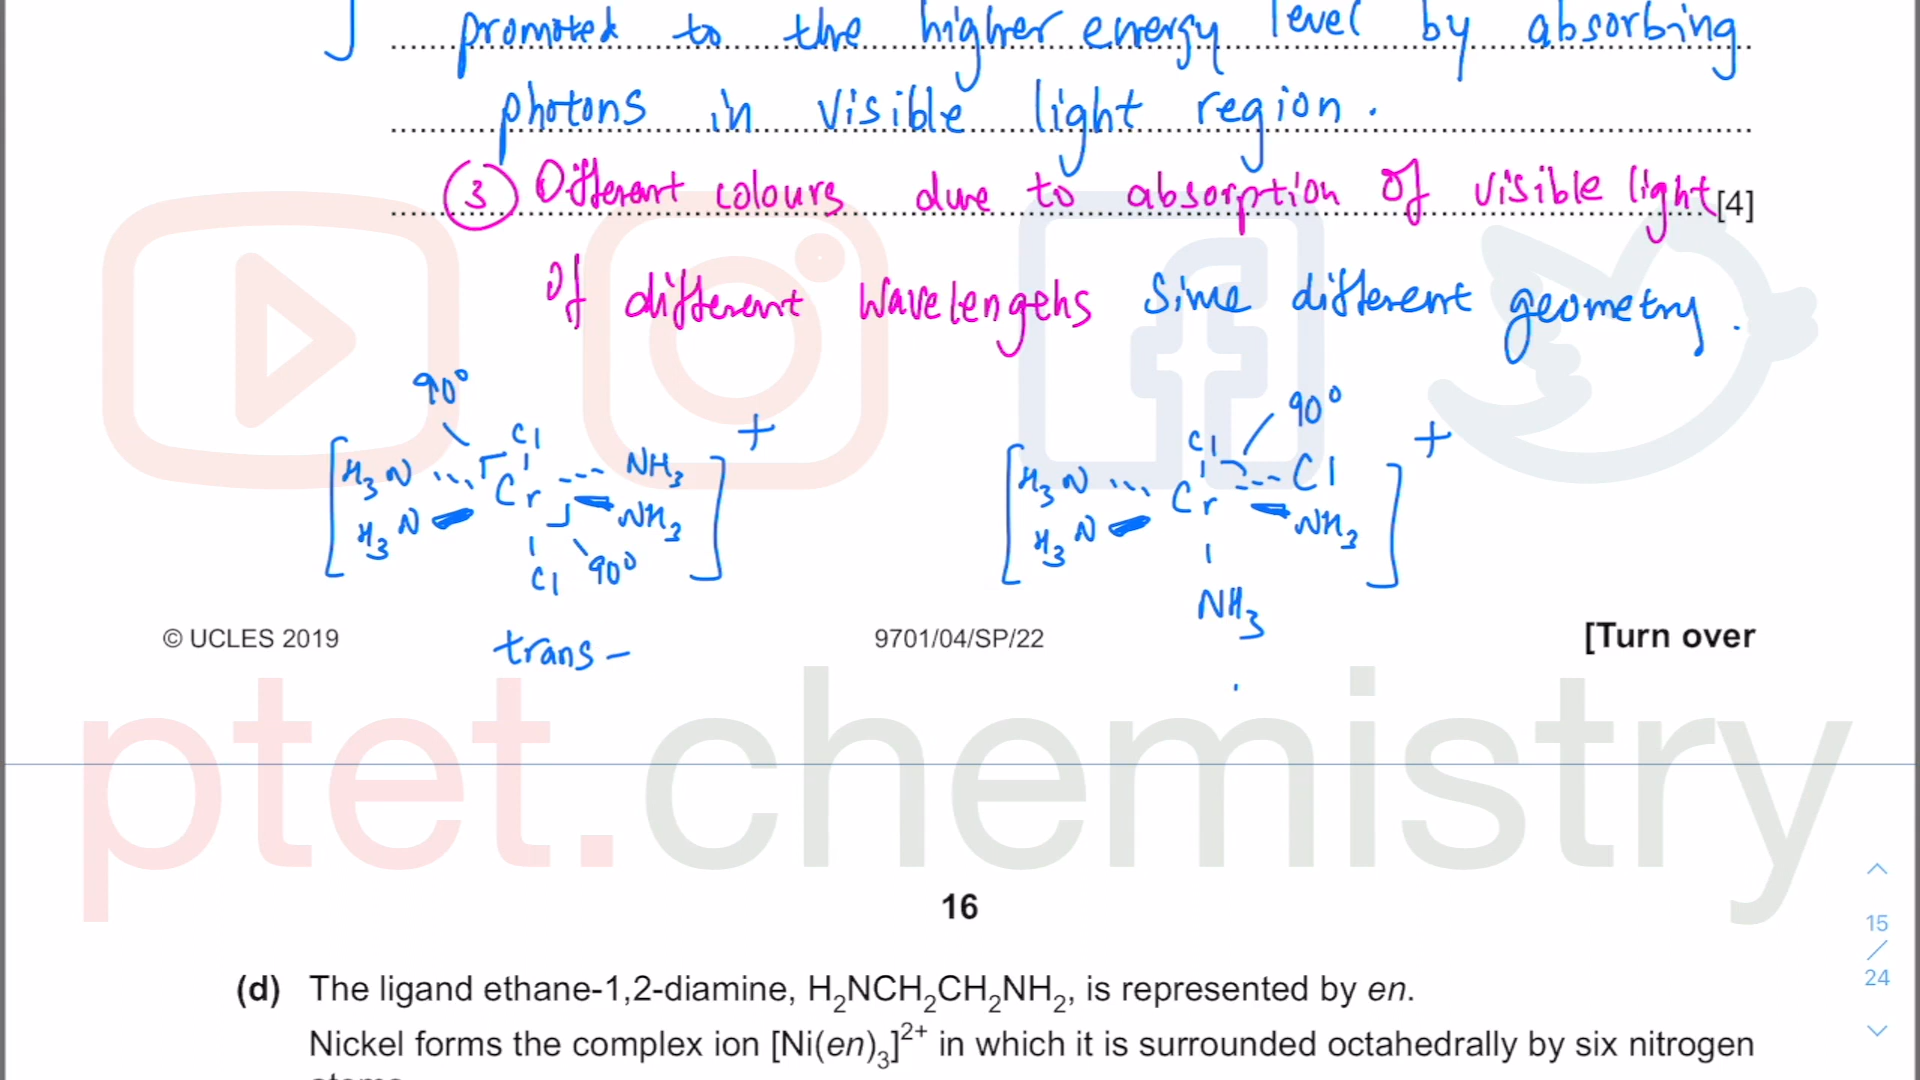 promoted to the higher energy level by absorbing
photons in visible light region.
③ Different colours due to absorption of visible light [4]
of different wavelengths since different geometry.
90°
Cl
H3N Cr NH3
H3N NH3
Cl 90°
+
trans-
90°
Cl
H3N Cr Cl
H3N NH3
NH3
+
© UCLES 2019 9701/04/SP/22 [Turn over
ptet.chemistry
16
15
/
24
(d) The ligand ethane-1,2-diamine, H₂NCH₂CH₂NH₂, is represented by en.
Nickel forms the complex ion [Ni(en)₃]²⁺ in which it is surrounded octahedrally by six nitrogen